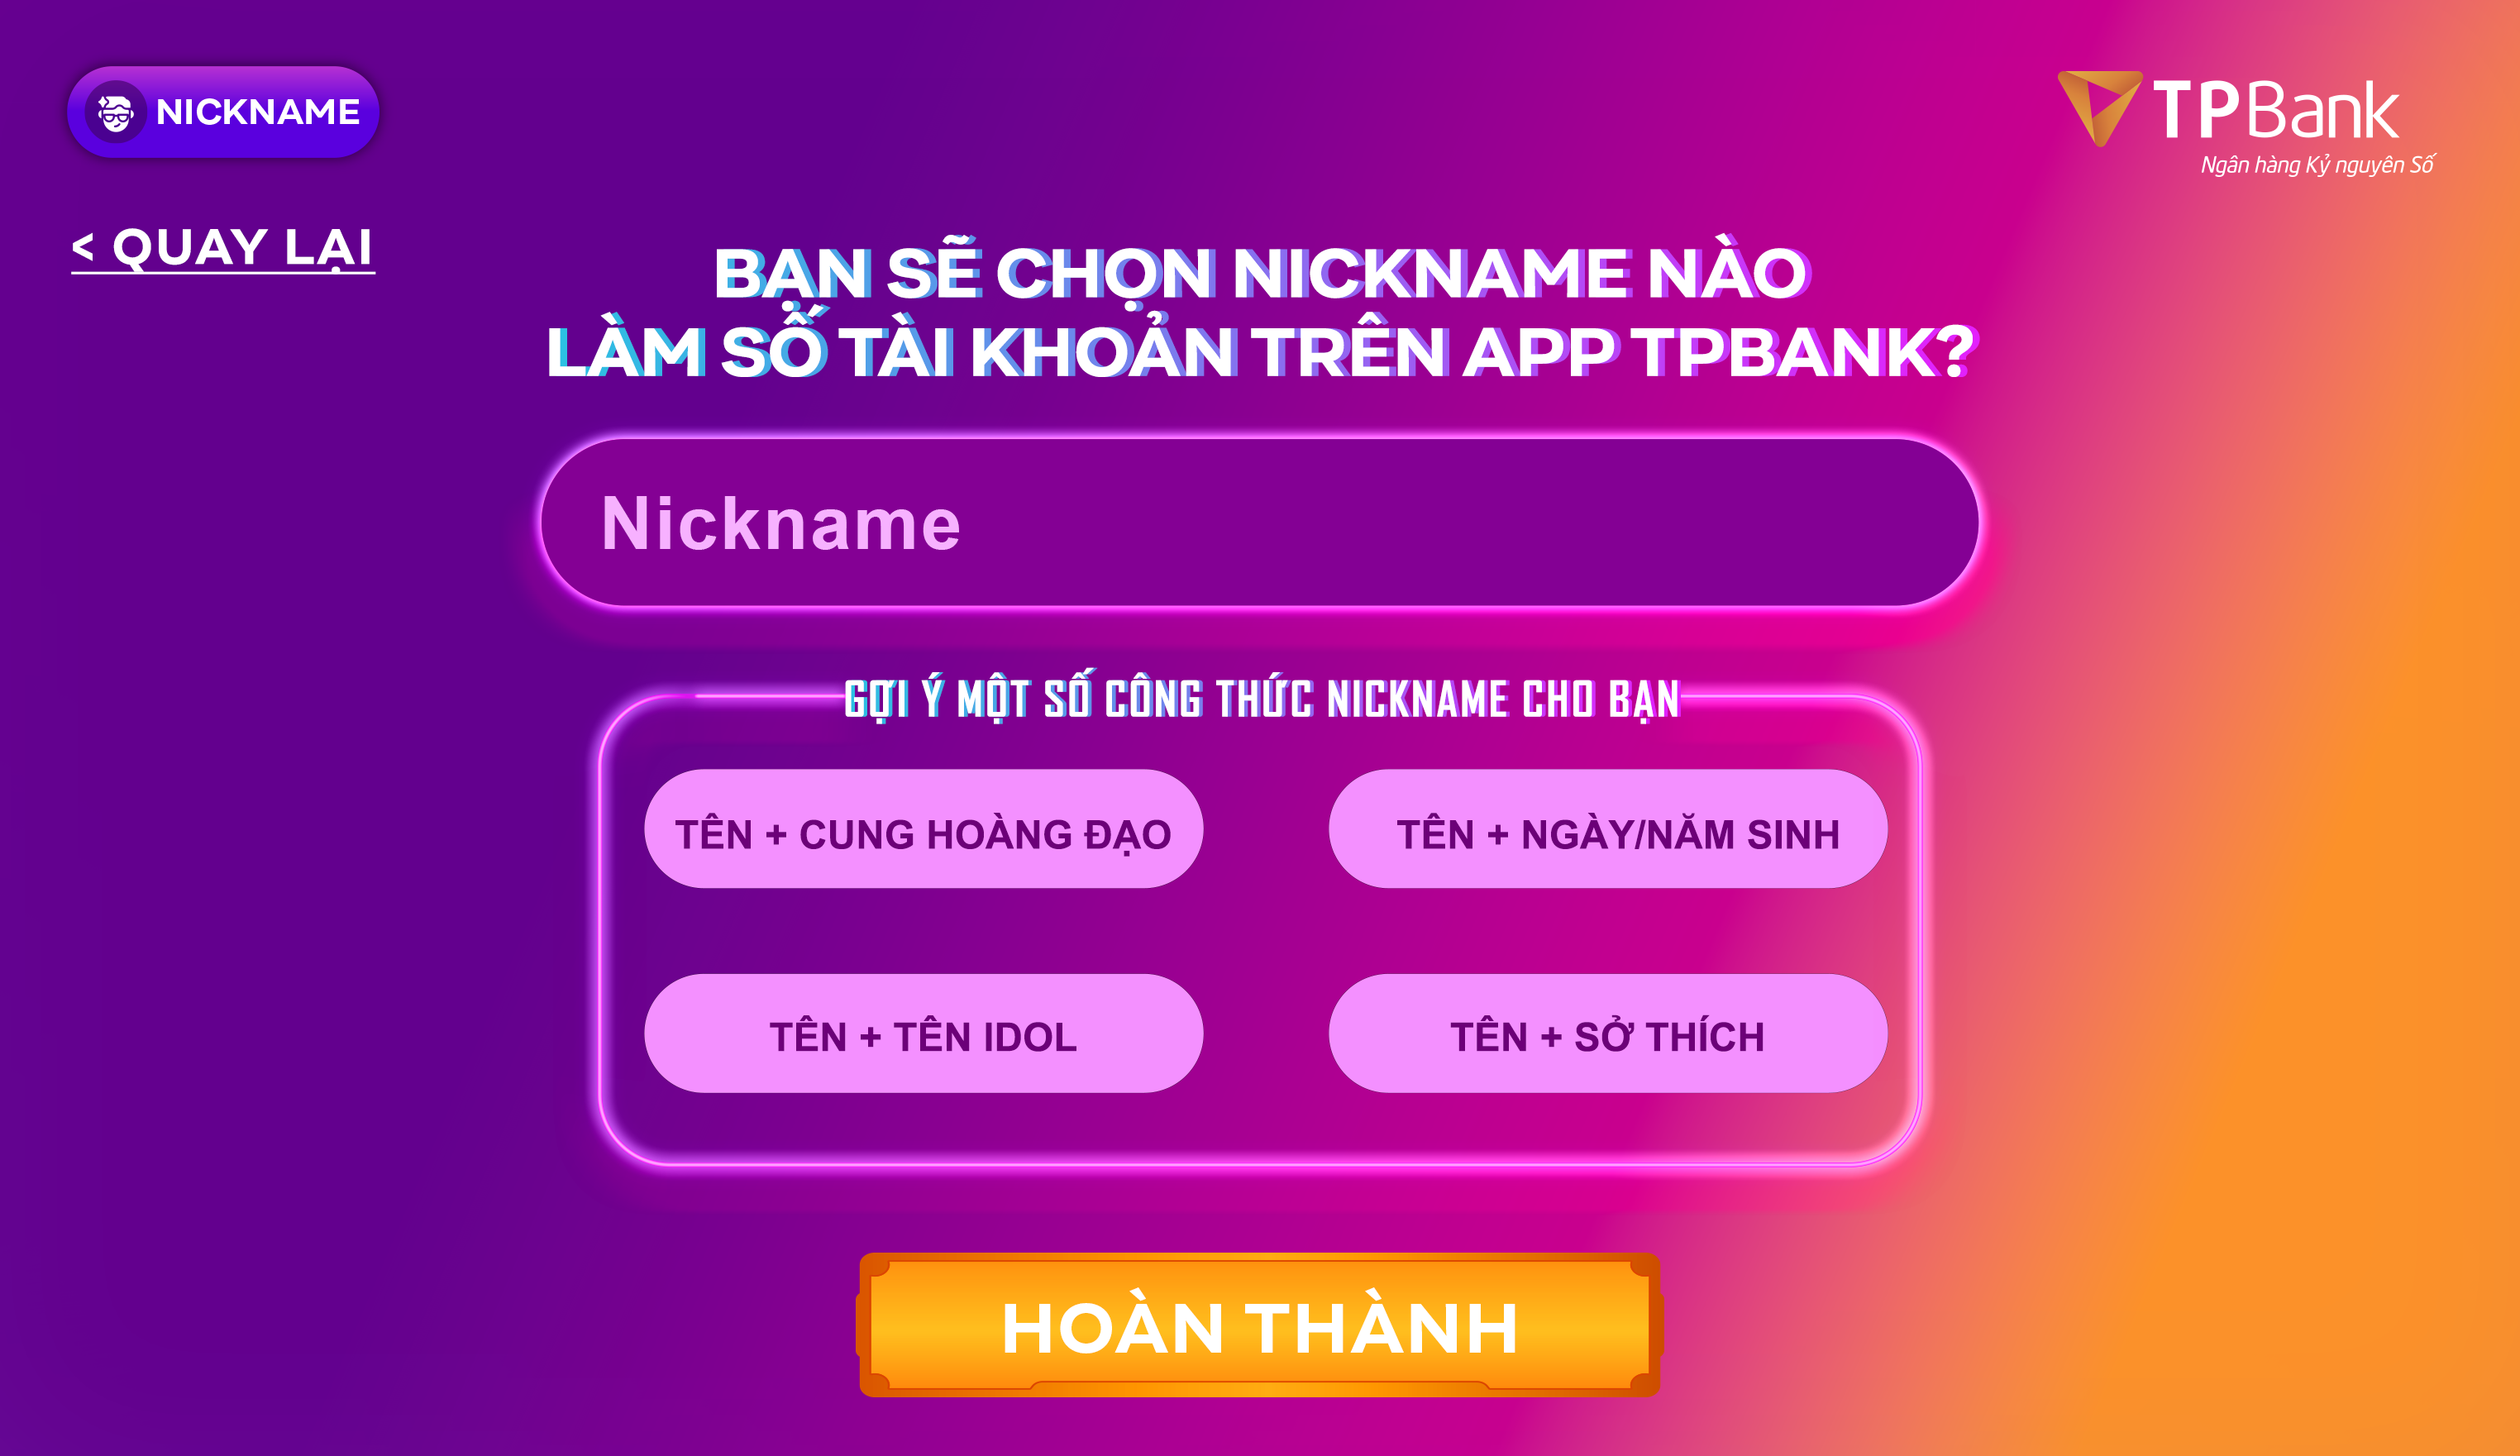 NICKNAME
TPBank
Ngân hàng Kỷ nguyên Số
< QUAY LẠI
BẠN SẼ CHỌN NICKNAME NÀO
LÀM SỐ TÀI KHOẢN TRÊN APP TPBANK?
Nickname
GỢI Ý MỘT SỐ CÔNG THỨC NICKNAME CHO BẠN
TÊN + CUNG HOÀNG ĐẠO
TÊN + NGÀY/NĂM SINH
TÊN + TÊN IDOL
TÊN + SỞ THÍCH
HOÀN THÀNH